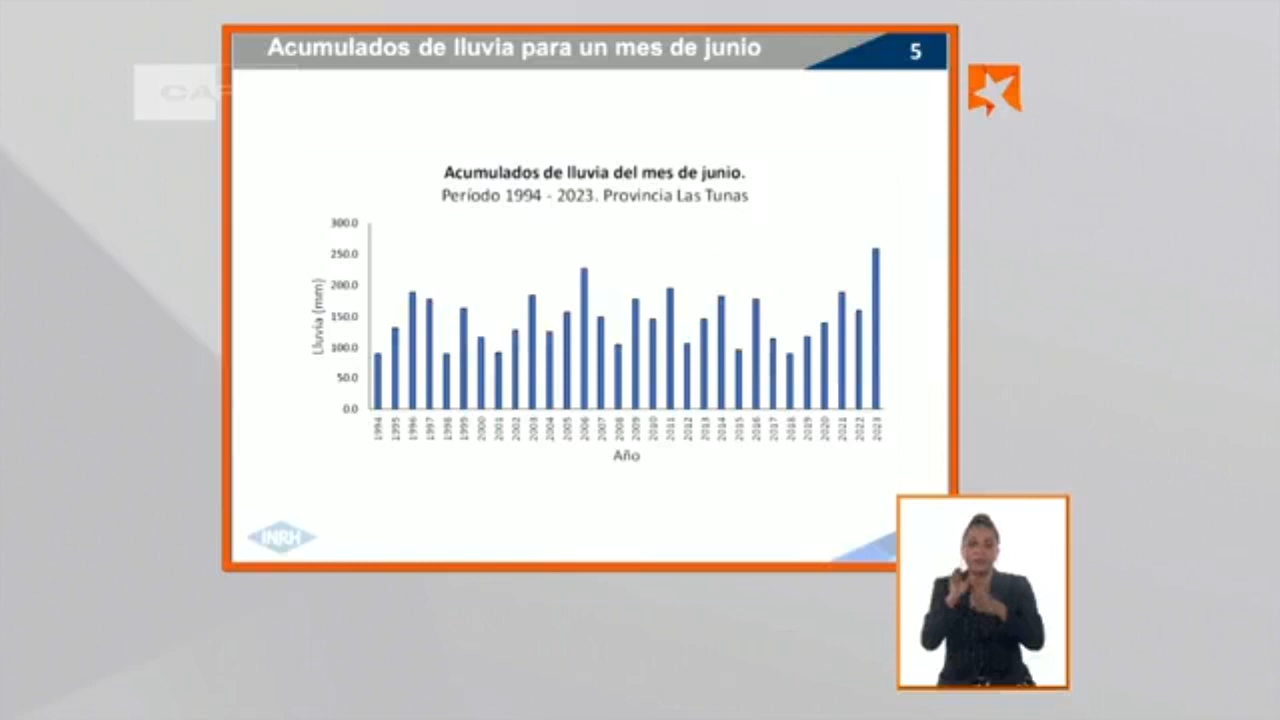 Acumulados de lluvia para un mes de junio
5
Acumulados de lluvia del mes de junio.
Período 1994 - 2023. Provincia Las Tunas
300.0
250.0
200.0
150.0
100.0
50.0
0.0
Lluvia (mm)
1994 1995 1996 1997 1998 1999 2000 2001 2002 2003 2004 2005 2006 2007 2008 2009 2010 2011 2012 2013 2014 2015 2016 2017 2018 2019 2020 2021 2022 2023
Año
INRH